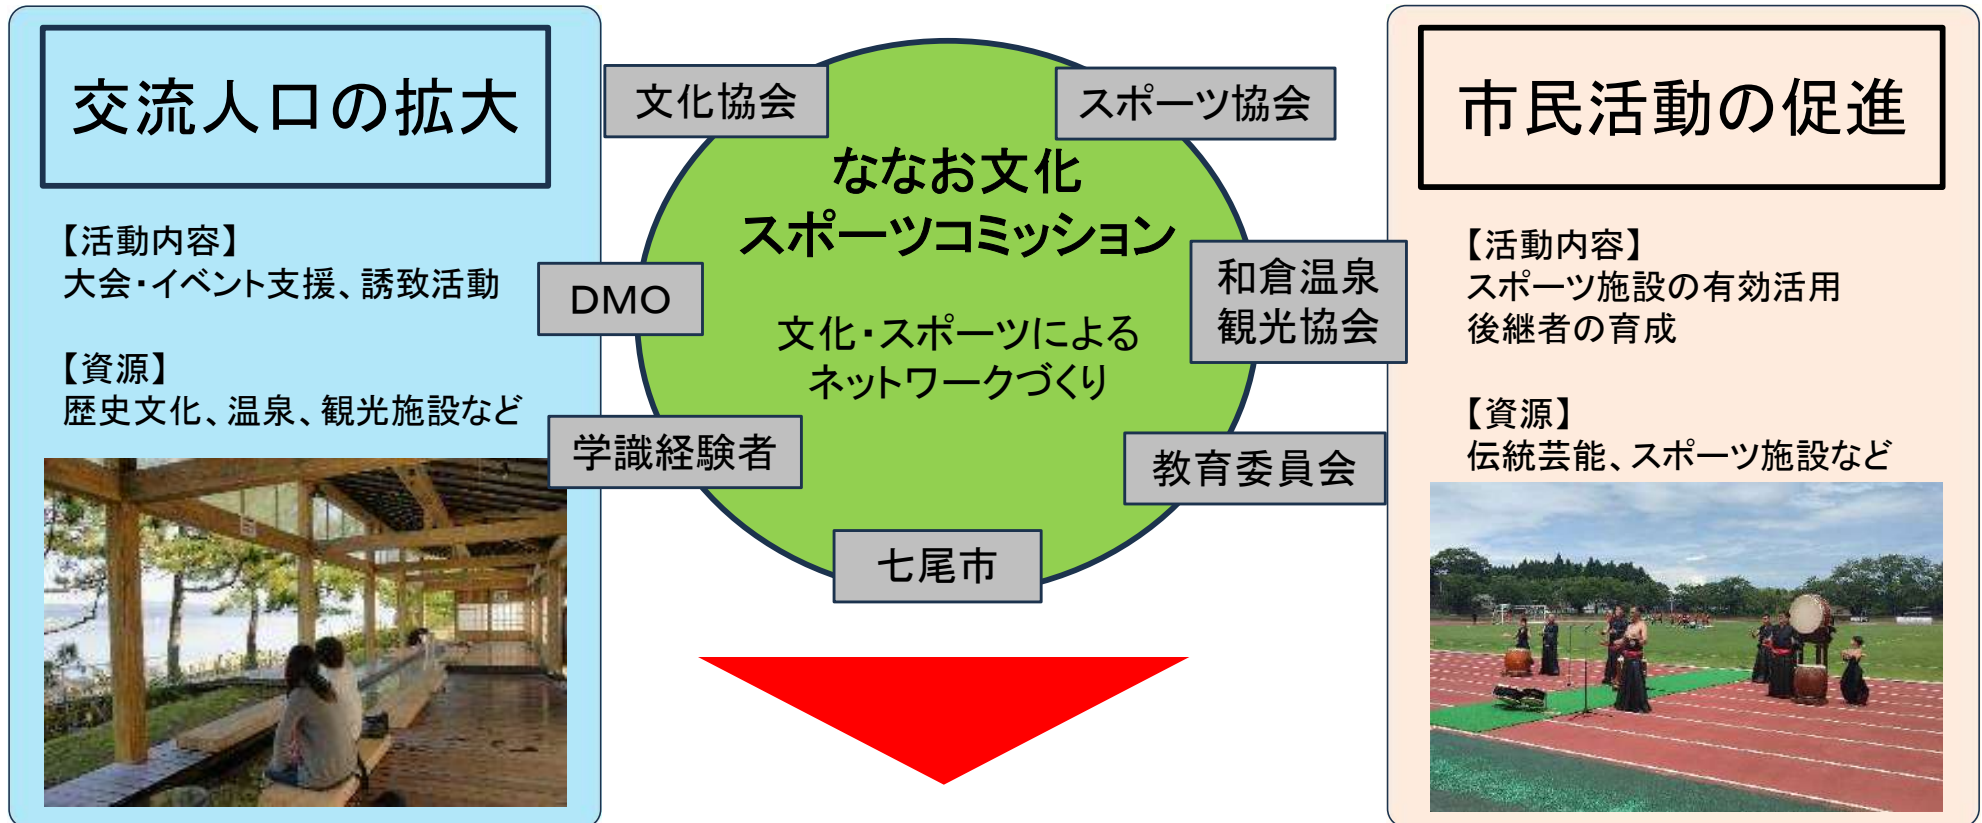 交流人口の拡大
【活動内容】
大会・イベント支援、誘致活動
【資源】
歴史文化、温泉、観光施設など
文化協会
スポーツ協会
ななお文化
スポーツコミッション
DMO
和倉温泉
観光協会
文化・スポーツによる
ネットワークづくり
学識経験者
教育委員会
七尾市
市民活動の促進
【活動内容】
スポーツ施設の有効活用
後継者の育成
【資源】
伝統芸能、スポーツ施設など